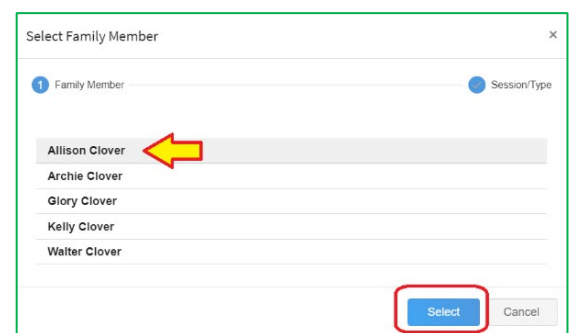 Select Family Member ×
1 Family Member Session/Type
Allison Clover
Archie Clover
Glory Clover
Kelly Clover
Walter Clover
Select Cancel